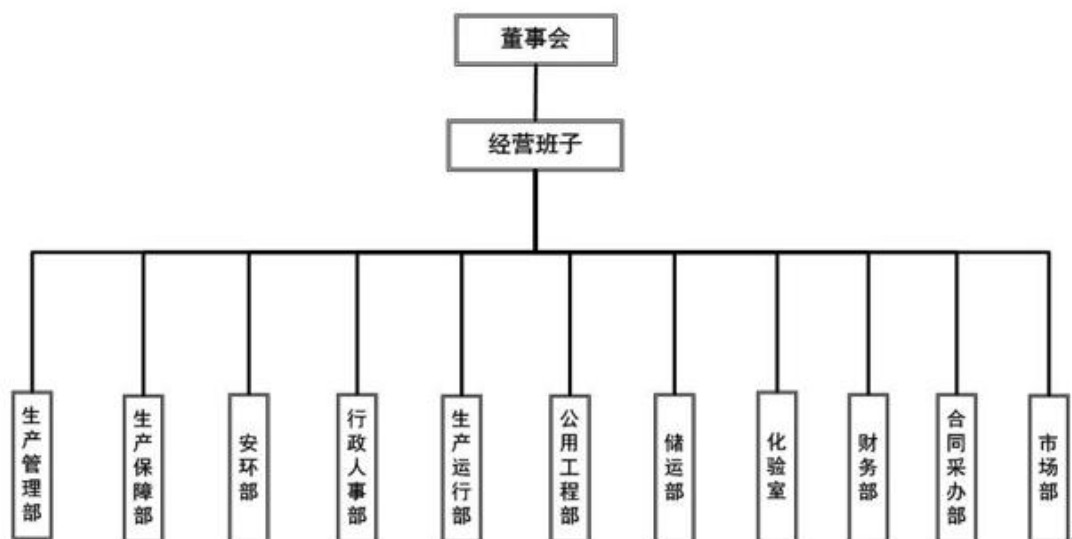 董事会
经营班子
生产管理部
生产保障部
安环部
行政人事部
生产运行部
公用工程部
储运部
化验室
财务部
合同采办部
市场部